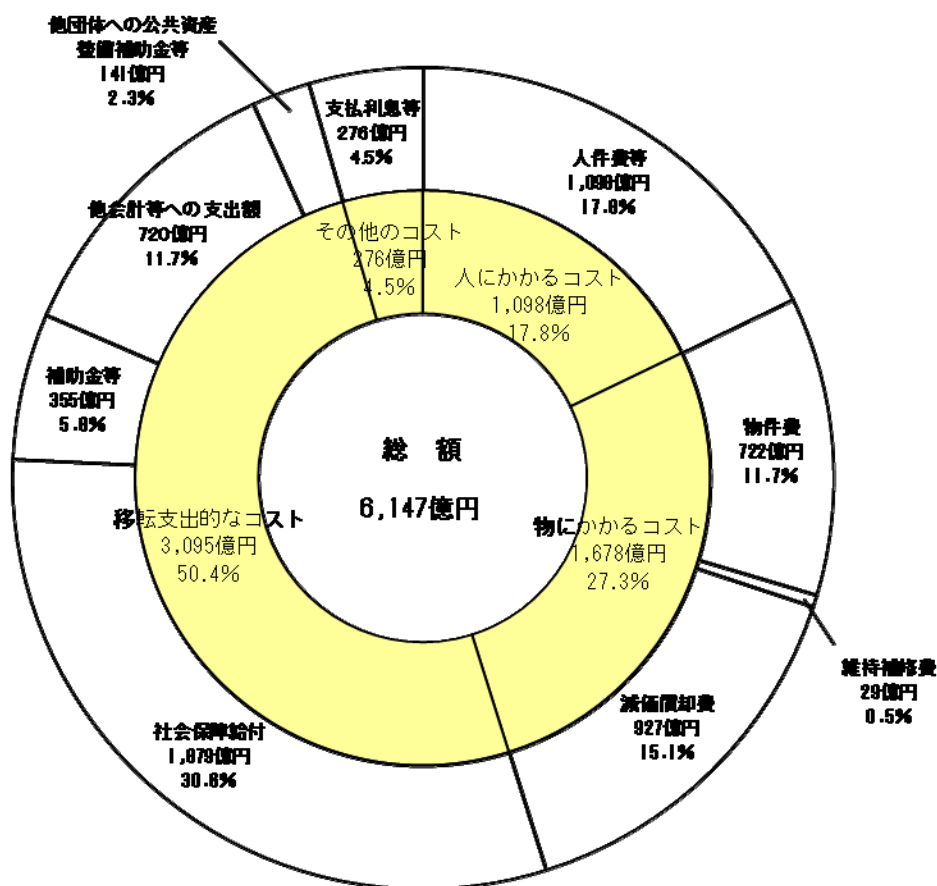 他団体への公共資産
整備補助金等
141億円
2.3%
支払利息等
276億円
4.5%
人件費等
1,098億円
17.8%
他会計等への支出額
720億円
11.7%
その他のコスト
276億円
4.5%
人にかかるコスト
1,098億円
17.8%
補助金等
355億円
5.8%
物件費
722億円
11.7%
総 額
6,147億円
移転支出的なコスト
3,095億円
50.4%
物にかかるコスト
1,678億円
27.3%
維持補修費
29億円
0.5%
減価償却費
927億円
15.1%
社会保障給付
1,879億円
30.6%